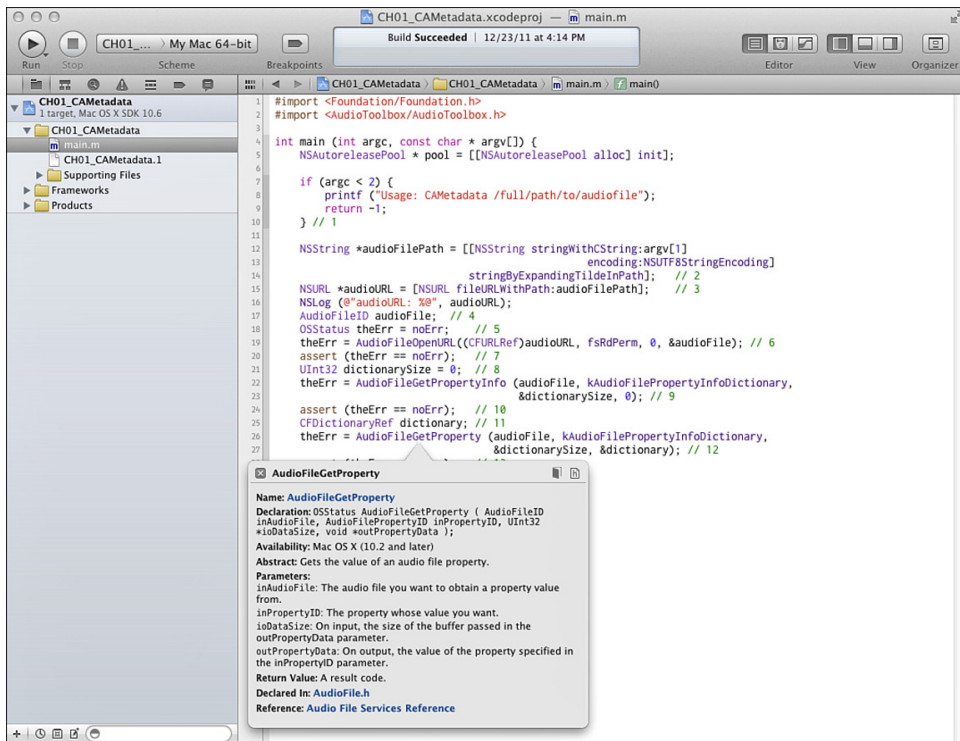 CH01_CAMetadata.xcodeproj — m main.m
Run
Stop
CH01_... 〉 My Mac 64-bit
Scheme
Breakpoints
Build Succeeded | 12/23/11 at 4:14 PM
Editor
View
Organizer
CH01_CAMetadata 〉 CH01_CAMetadata 〉 m main.m 〉 f main()
CH01_CAMetadata
1 target, Mac OS X SDK 10.6
CH01_CAMetadata
m main.m
CH01_CAMetadata.1
Supporting Files
Frameworks
Products
1 #import <Foundation/Foundation.h>
2 #import <AudioToolbox/AudioToolbox.h>
3
4 int main (int argc, const char * argv[]) {
5 NSAutoreleasePool * pool = [[NSAutoreleasePool alloc] init];
6
7 if (argc < 2) {
8 printf ("Usage: CAMetadata /full/path/to/audiofile");
9 return -1;
10 } // 1
11
12 NSString *audioFilePath = [[NSString stringWithCString:argv[1]
13 encoding:NSUTF8StringEncoding]
14 stringByExpandingTildeInPath]; // 2
15 NSURL *audioURL = [NSURL fileURLWithPath:audioFilePath]; // 3
16 NSLog (@"audioURL: %@", audioURL);
17 AudioFileID audioFile; // 4
18 OSStatus theErr = noErr; // 5
19 theErr = AudioFileOpenURL((CFURLRef)audioURL, fsRdPerm, 0, &audioFile); // 6
20 assert (theErr == noErr); // 7
21 UInt32 dictionarySize = 0; // 8
22 theErr = AudioFileGetPropertyInfo (audioFile, kAudioFilePropertyInfoDictionary,
23 &dictionarySize, 0); // 9
24 assert (theErr == noErr); // 10
25 CFDictionaryRef dictionary; // 11
26 theErr = AudioFileGetProperty (audioFile, kAudioFilePropertyInfoDictionary,
27 &dictionarySize, &dictionary); // 12
AudioFileGetProperty
h
Name: AudioFileGetProperty
Declaration: OSStatus AudioFileGetProperty ( AudioFileID
inAudioFile, AudioFilePropertyID inPropertyID, UInt32
*ioDataSize, void *outPropertyData );
Availability: Mac OS X (10.2 and later)
Abstract: Gets the value of an audio file property.
Parameters:
inAudioFile: The audio file you want to obtain a property value
from.
inPropertyID: The property whose value you want.
ioDataSize: On input, the size of the buffer passed in the
outPropertyData parameter.
outPropertyData: On output, the value of the property specified in
the inPropertyID parameter.
Return Value: A result code.
Declared In: AudioFile.h
Reference: Audio File Services Reference